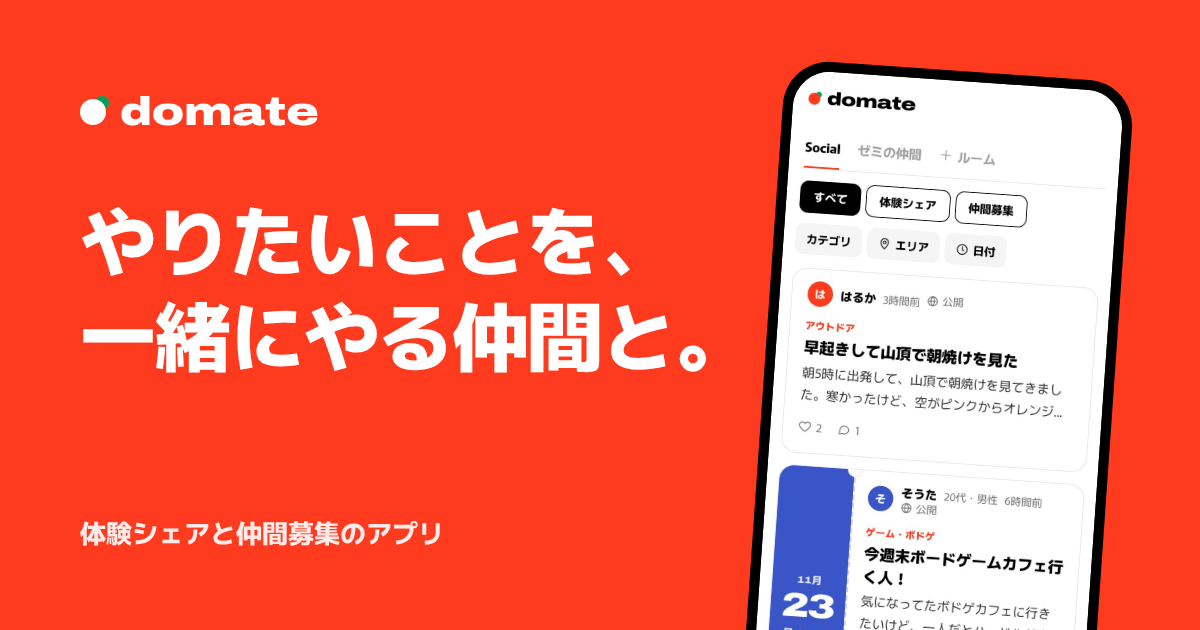 domate
やりたいことを、
一緒にやる仲間と。
体験シェアと仲間募集のアプリ
domate
Social ゼミの仲間 + ルーム
すべて 体験シェア 仲間募集
カテゴリ エリア 日付
は はるか 3時間前 公開
アウトドア
早起きして山頂で朝焼けを見た
朝5時に出発して、山頂で朝焼けを見てきまし
た。寒かったけど、空がピンクからオレンジ…
2 1
そ そうた 20代・男性 6時間前
公開
ゲーム・ボドゲ
今週末ボードゲームカフェ行
く人！
11月
23
気になってたボドゲカフェに行き
たいけど、一人だと